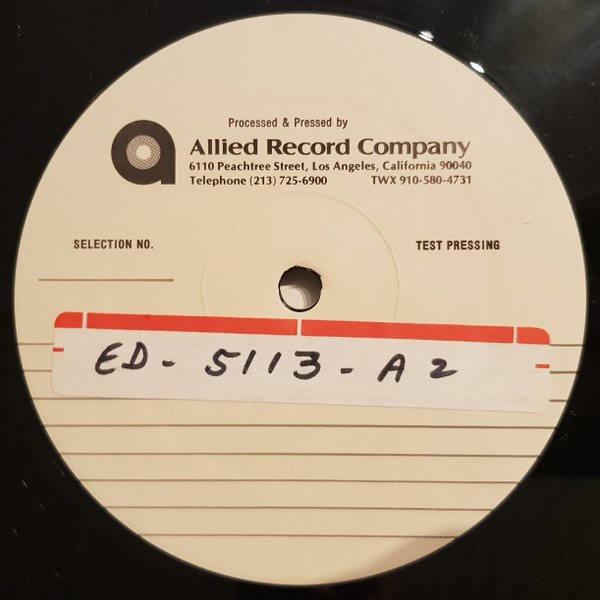 Processed & Pressed by
a Allied Record Company
6110 Peachtree Street, Los Angeles, California 90040
Telephone (213) 725-6900 TWX 910-580-4731
SELECTION NO. TEST PRESSING
ED - 5113 - A2